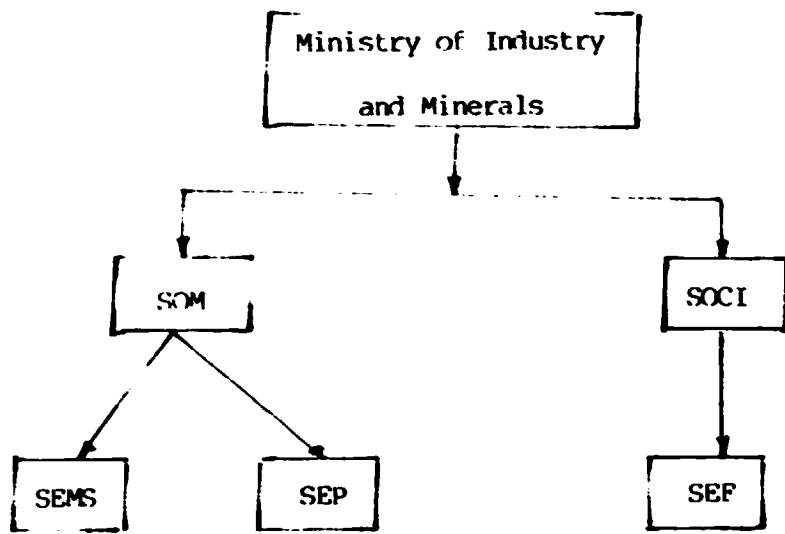 Ministry of Industry
and Minerals
SOM
SOCI
SEMS
SEP
SEF